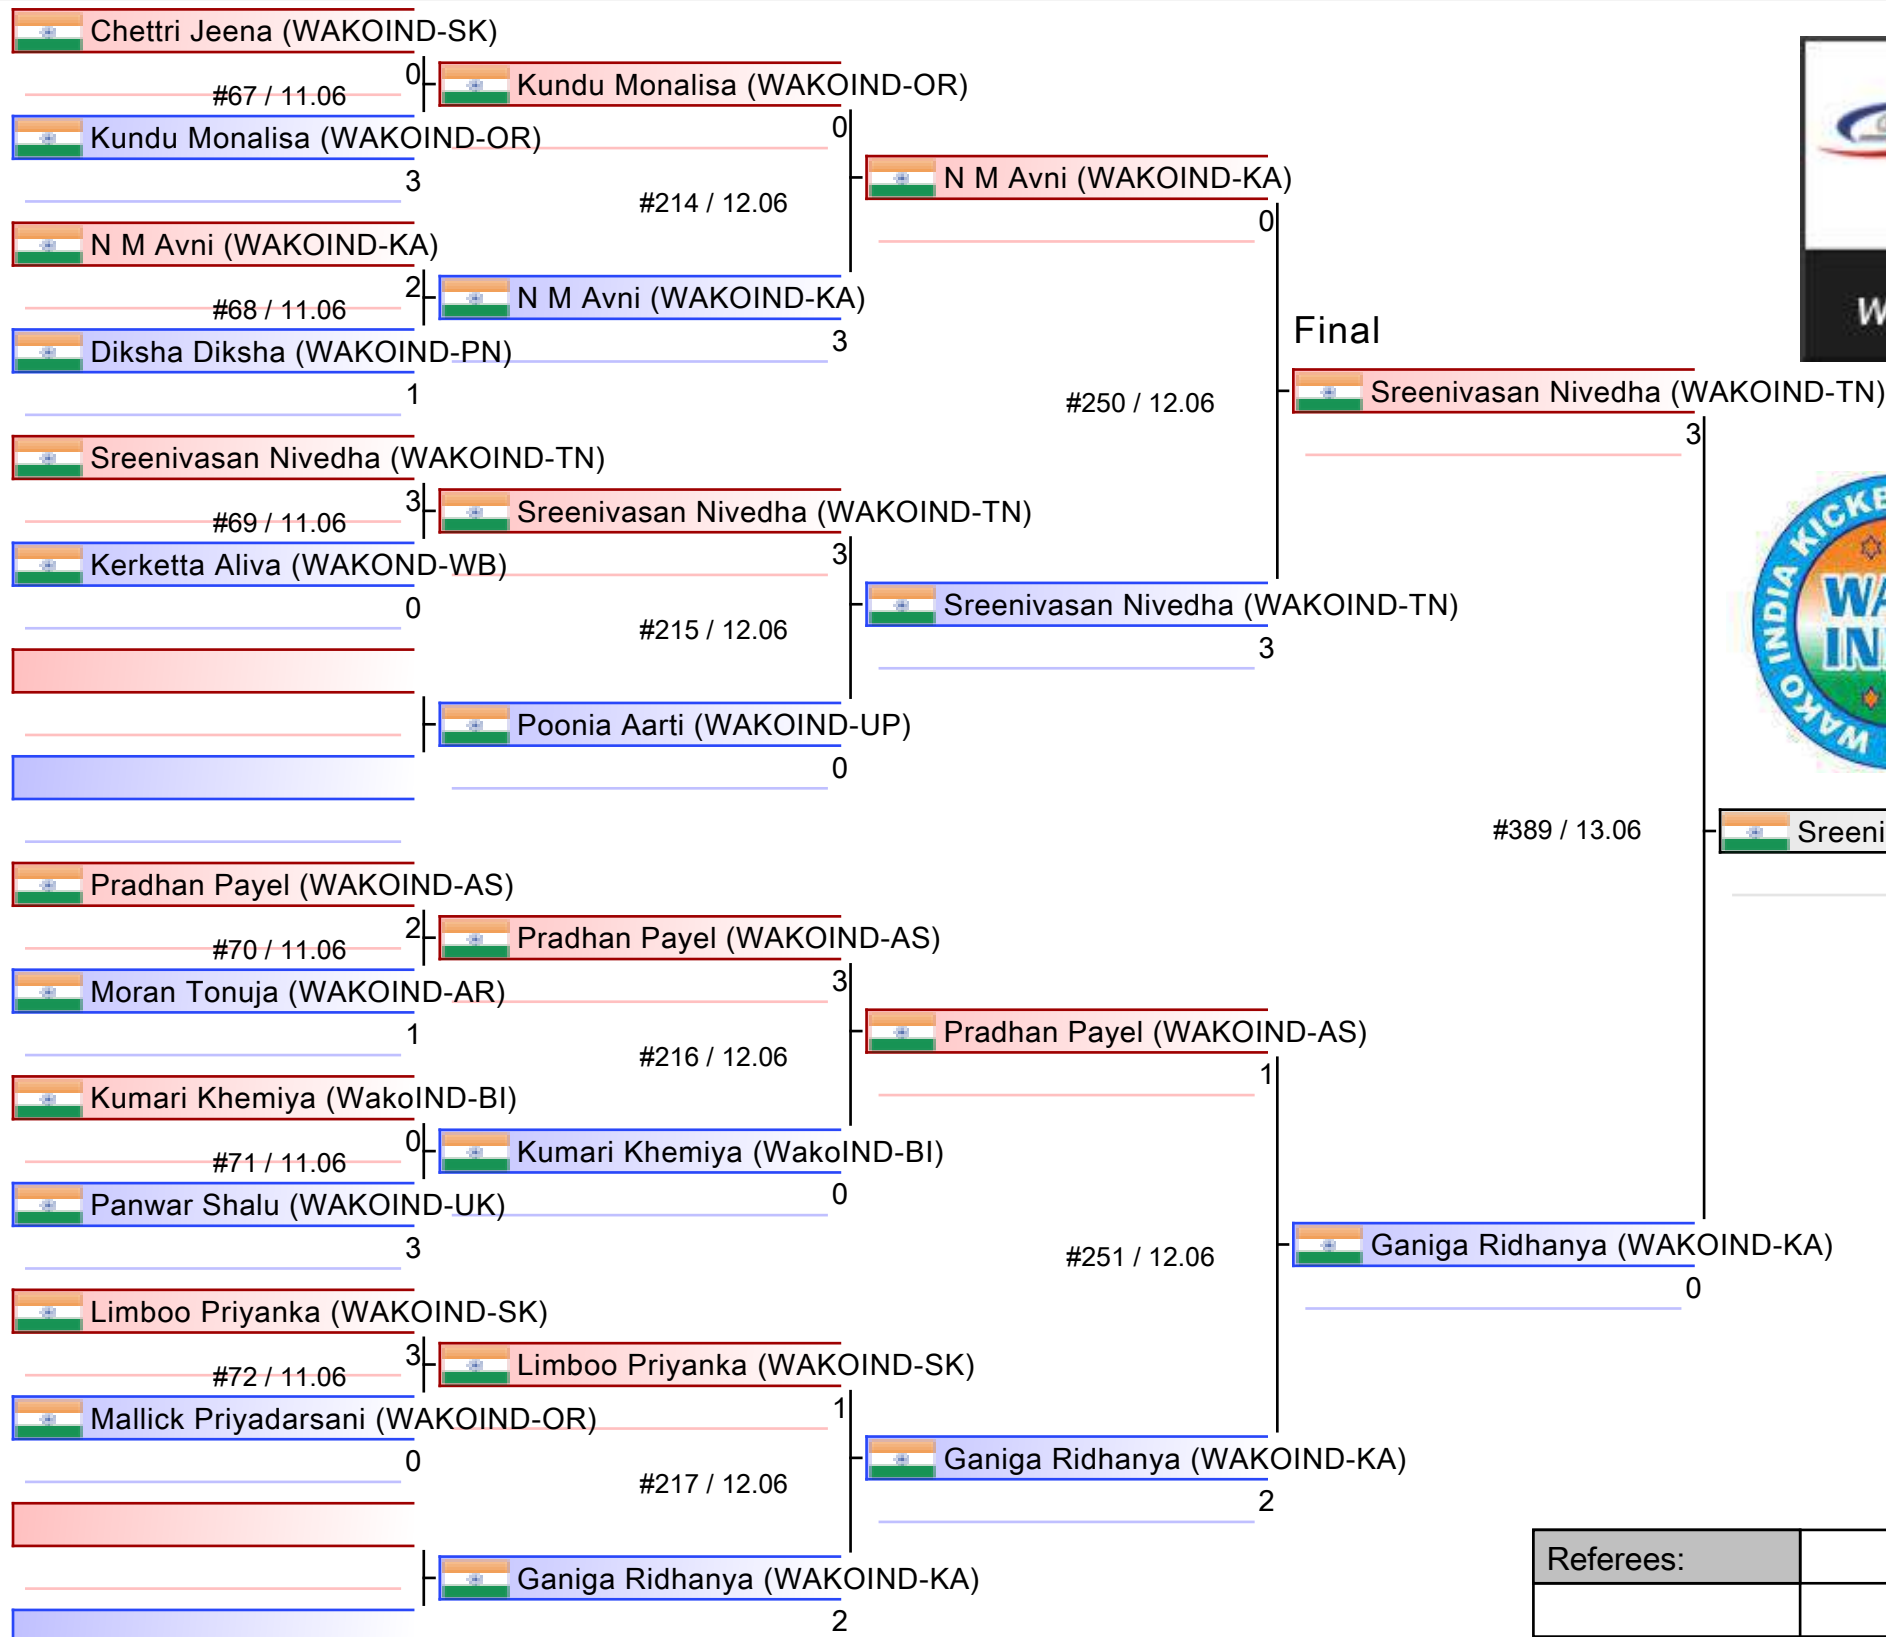 Chettri Jeena (WAKOIND-SK)
0
#67 / 11.06
Kundu Monalisa (WAKOIND-OR)
3
N M Avni (WAKOIND-KA)
2
#68 / 11.06
Diksha Diksha (WAKOIND-PN)
1
Sreenivasan Nivedha (WAKOIND-TN)
3
#69 / 11.06
Kerketta Aliva (WAKOND-WB)
0
Pradhan Payel (WAKOIND-AS)
2
#70 / 11.06
Moran Tonuja (WAKOIND-AR)
1
Kumari Khemiya (WakoIND-BI)
0
#71 / 11.06
Panwar Shalu (WAKOIND-UK)
3
Limboo Priyanka (WAKOIND-SK)
3
#72 / 11.06
Mallick Priyadarsani (WAKOIND-OR)
0
Kundu Monalisa (WAKOIND-OR)
0
#214 / 12.06
N M Avni (WAKOIND-KA)
3
Sreenivasan Nivedha (WAKOIND-TN)
3
#215 / 12.06
Poonia Aarti (WAKOIND-UP)
0
Pradhan Payel (WAKOIND-AS)
3
#216 / 12.06
Kumari Khemiya (WakoIND-BI)
0
Limboo Priyanka (WAKOIND-SK)
1
#217 / 12.06
Ganiga Ridhanya (WAKOIND-KA)
2
N M Avni (WAKOIND-KA)
0
#250 / 12.06
Sreenivasan Nivedha (WAKOIND-TN)
3
Pradhan Payel (WAKOIND-AS)
1
#251 / 12.06
Ganiga Ridhanya (WAKOIND-KA)
2
Final
Sreenivasan Nivedha (WAKOIND-TN)
3
#389 / 13.06
Ganiga Ridhanya (WAKOIND-KA)
0
W
WAKO INDIA KICKE
WA
IN
Sreeni
Referees: